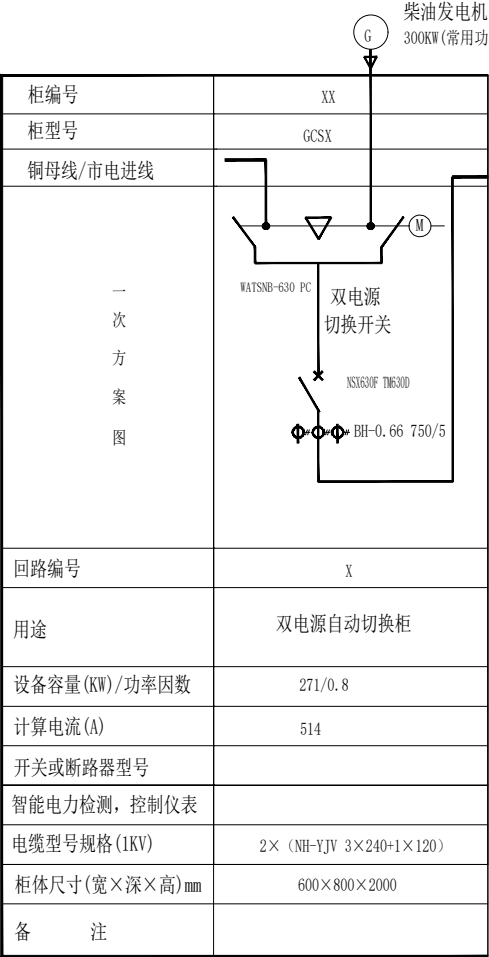 柴油发电机
G
300KW(常用功
柜编号 XX
柜型号 GCSX
铜母线/市电进线
M
WATSNB-630 PC
双电源
切换开关
一
次
方
案
图
NSX630F TM630D
BH-0.66 750/5
回路编号 X
用途 双电源自动切换柜
设备容量(KW)/功率因数 271/0.8
计算电流(A) 514
开关或断路器型号
智能电力检测, 控制仪表
电缆型号规格(1KV) 2×（NH-YJV 3×240+1×120）
柜体尺寸(宽×深×高)mm 600×800×2000
备 注